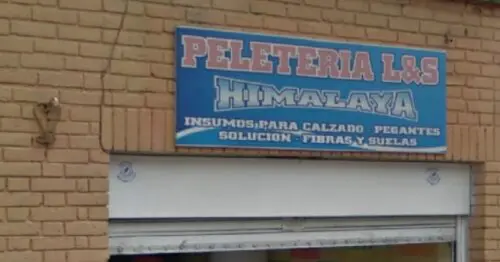 PELETERIA L&S
HIMALAYA
INSUMOS PARA CALZADO PEGANTES
SOLUCION - FIBRAS Y SUELAS